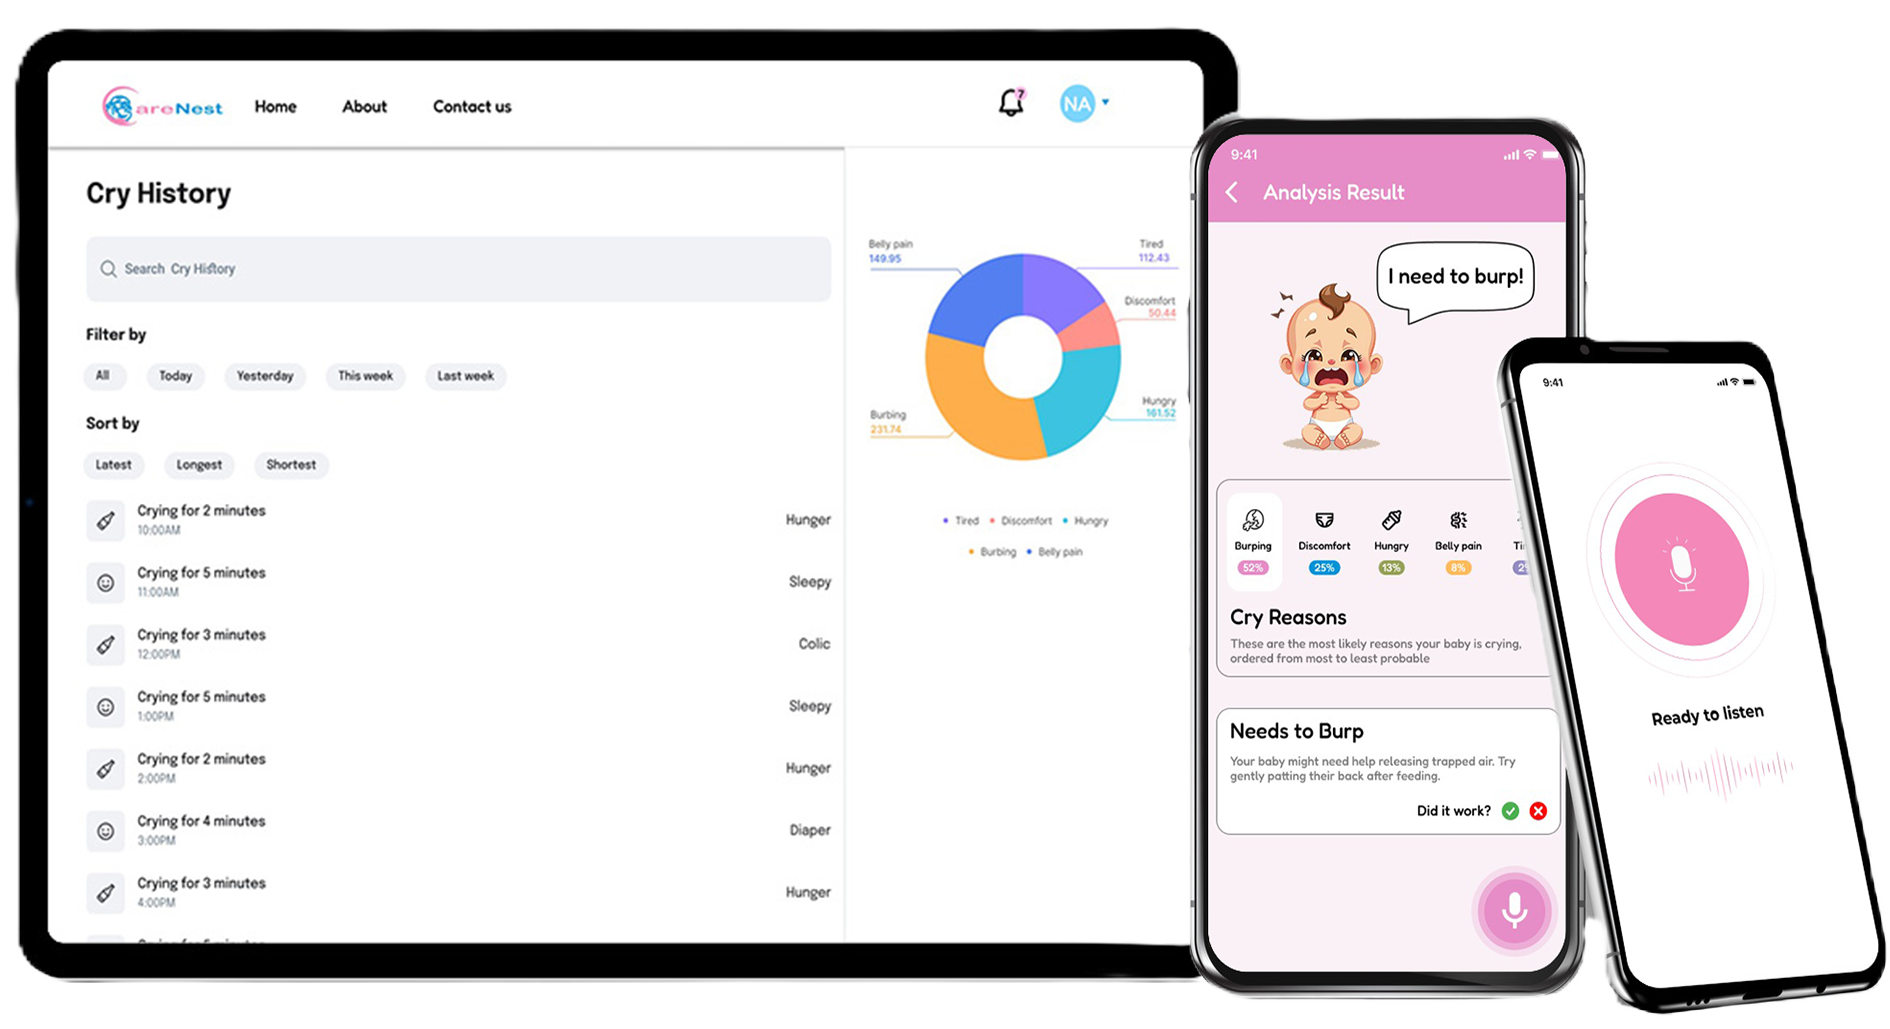 areNest
Home
About
Contact us
7
NA
Cry History
Search Cry History
Filter by
All
Today
Yesterday
This week
Last week
Sort by
Latest
Longest
Shortest
Crying for 2 minutes
10:00AM
Hunger
Crying for 5 minutes
11:00AM
Sleepy
Crying for 3 minutes
12:00PM
Colic
Crying for 5 minutes
1:00PM
Sleepy
Crying for 2 minutes
2:00PM
Hunger
Crying for 4 minutes
3:00PM
Diaper
Crying for 3 minutes
4:00PM
Hunger
Belly pain
149.95
Tired
112.43
Discomfort
50.44
Hungry
161.52
Burbing
231.74
Tired
Discomfort
Hungry
Burbing
Belly pain
9:41
Analysis Result
I need to burp!
Burping
52%
Discomfort
25%
Hungry
13%
Belly pain
8%
Cry Reasons
These are the most likely reasons your baby is crying,
ordered from most to least probable
Needs to Burp
Your baby might need help releasing trapped air. Try
gently patting their back after feeding.
Did it work?
9:41
Ready to listen